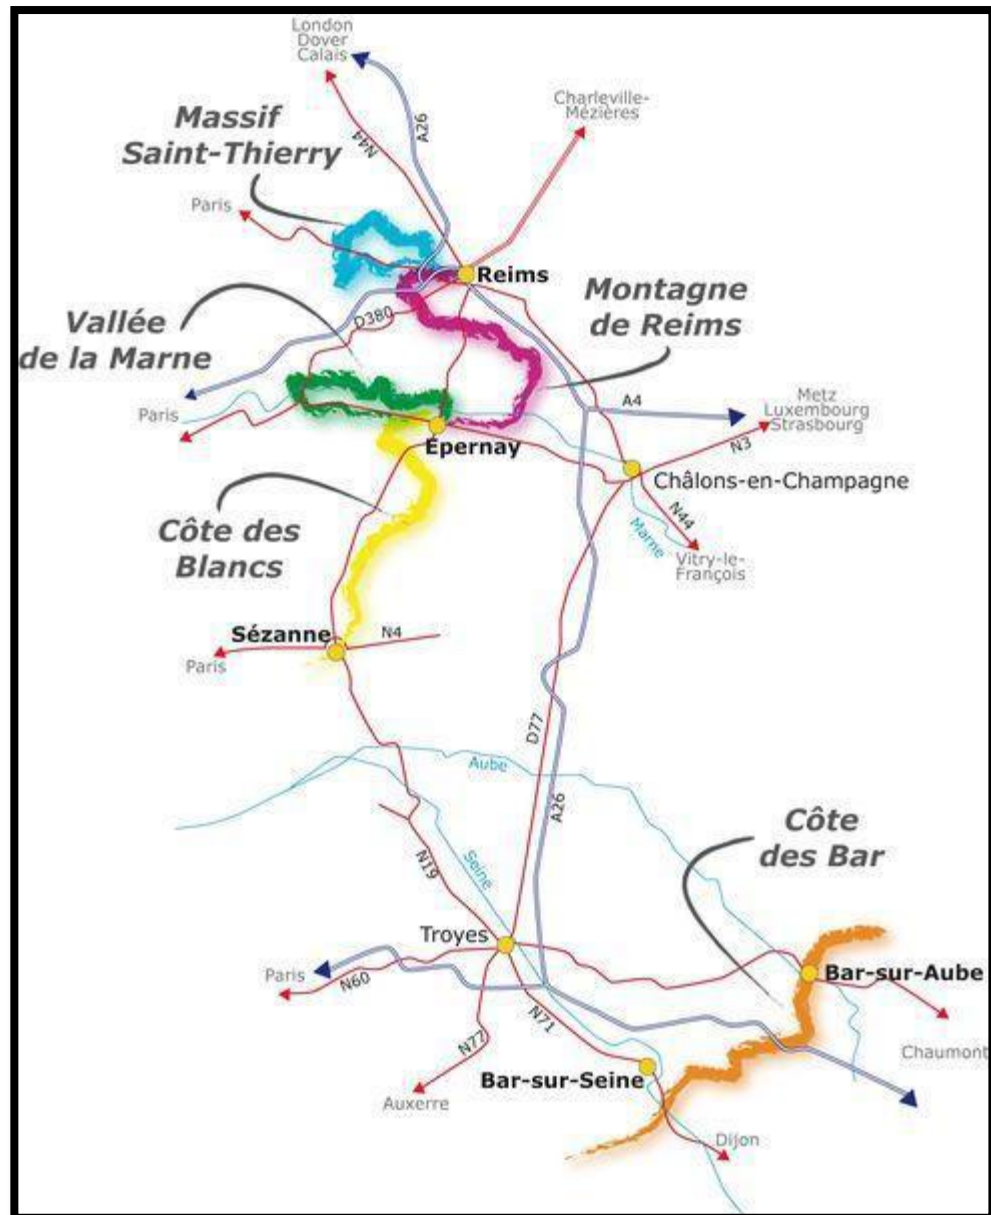 London
Dover
Calais
Charleville-
Mézières
A26
N44
Massif
Saint-Thierry
Paris
Reims
Montagne
de Reims
Vallée
de la Marne
D380
Paris
A4
Metz
Luxembourg
Strasbourg
N3
Épernay
Châlons-en-Champagne
N44
Marne
Vitry-le-
François
Côte des
Blancs
Sézanne
N4
Paris
D77
Aube
A26
Côte
des Bar
N19
Seine
Troyes
Paris
N60
Bar-sur-Aube
N71
N77
Chaumont
Bar-sur-Seine
Auxerre
Dijon